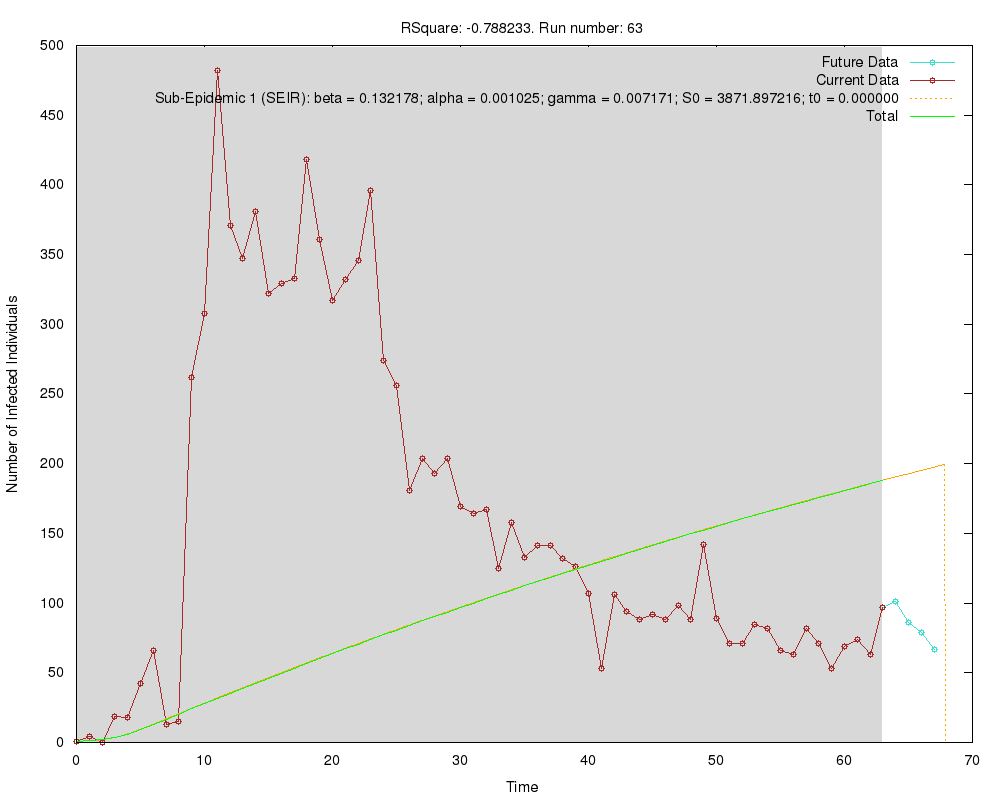 RSquare: -0.788233. Run number: 63
500
450
400
350
300
250
200
150
100
50
0
Number of Infected Individuals
Future Data
Current Data
Sub-Epidemic 1 (SEIR): beta = 0.132178; alpha = 0.001025; gamma = 0.007171; S0 = 3871.897216; t0 = 0.000000
Total
0 10 20 30 40 50 60 70
Time